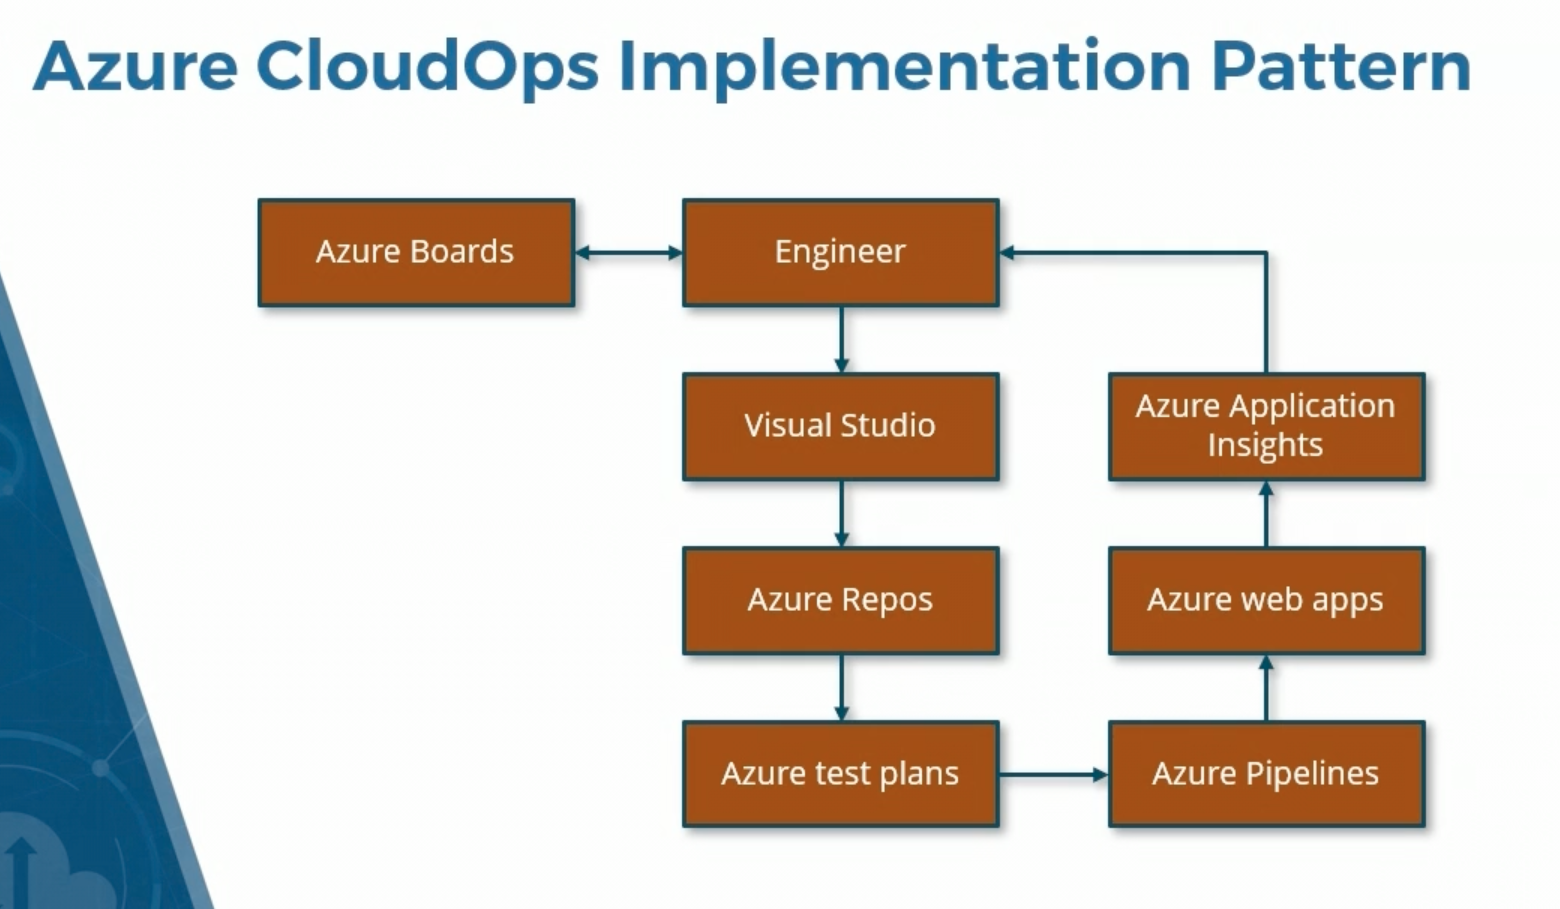 Azure CloudOps Implementation Pattern
Azure Boards
Engineer
Visual Studio
Azure Application
Insights
Azure Repos
Azure web apps
Azure test plans
Azure Pipelines